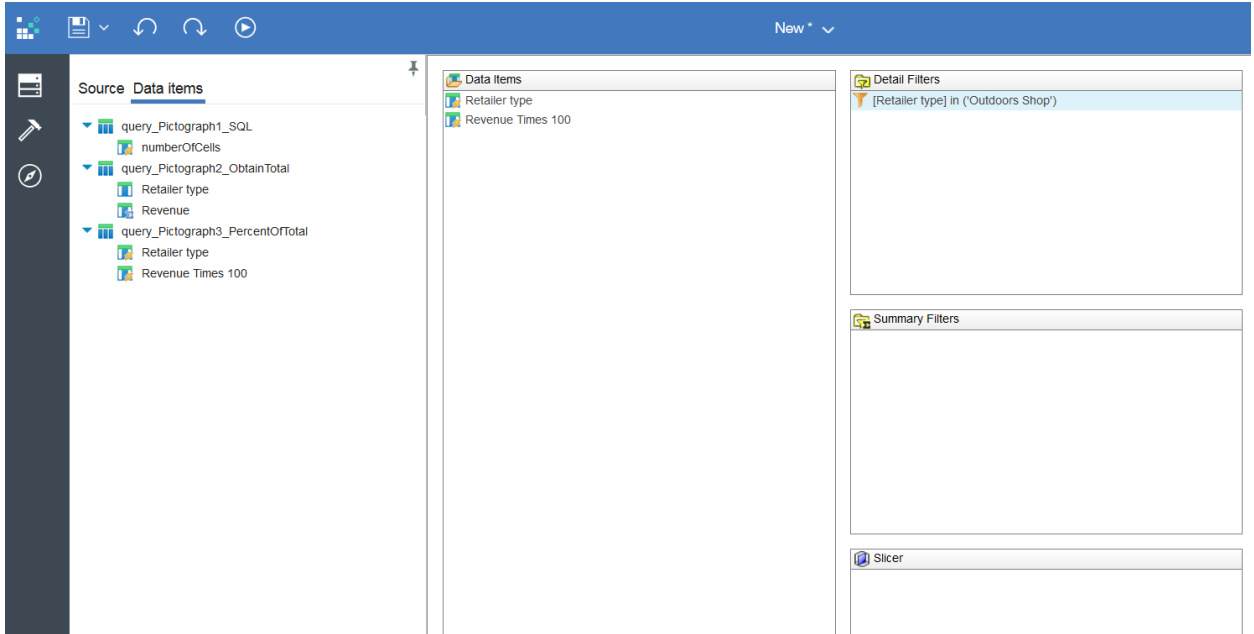 New *
Source Data items
query_Pictograph1_SQL
numberOfCells
query_Pictograph2_ObtainTotal
Retailer type
Revenue
query_Pictograph3_PercentOfTotal
Retailer type
Revenue Times 100
Data Items
Retailer type
Revenue Times 100
Detail Filters
[Retailer type] in ('Outdoors Shop')
Summary Filters
Slicer